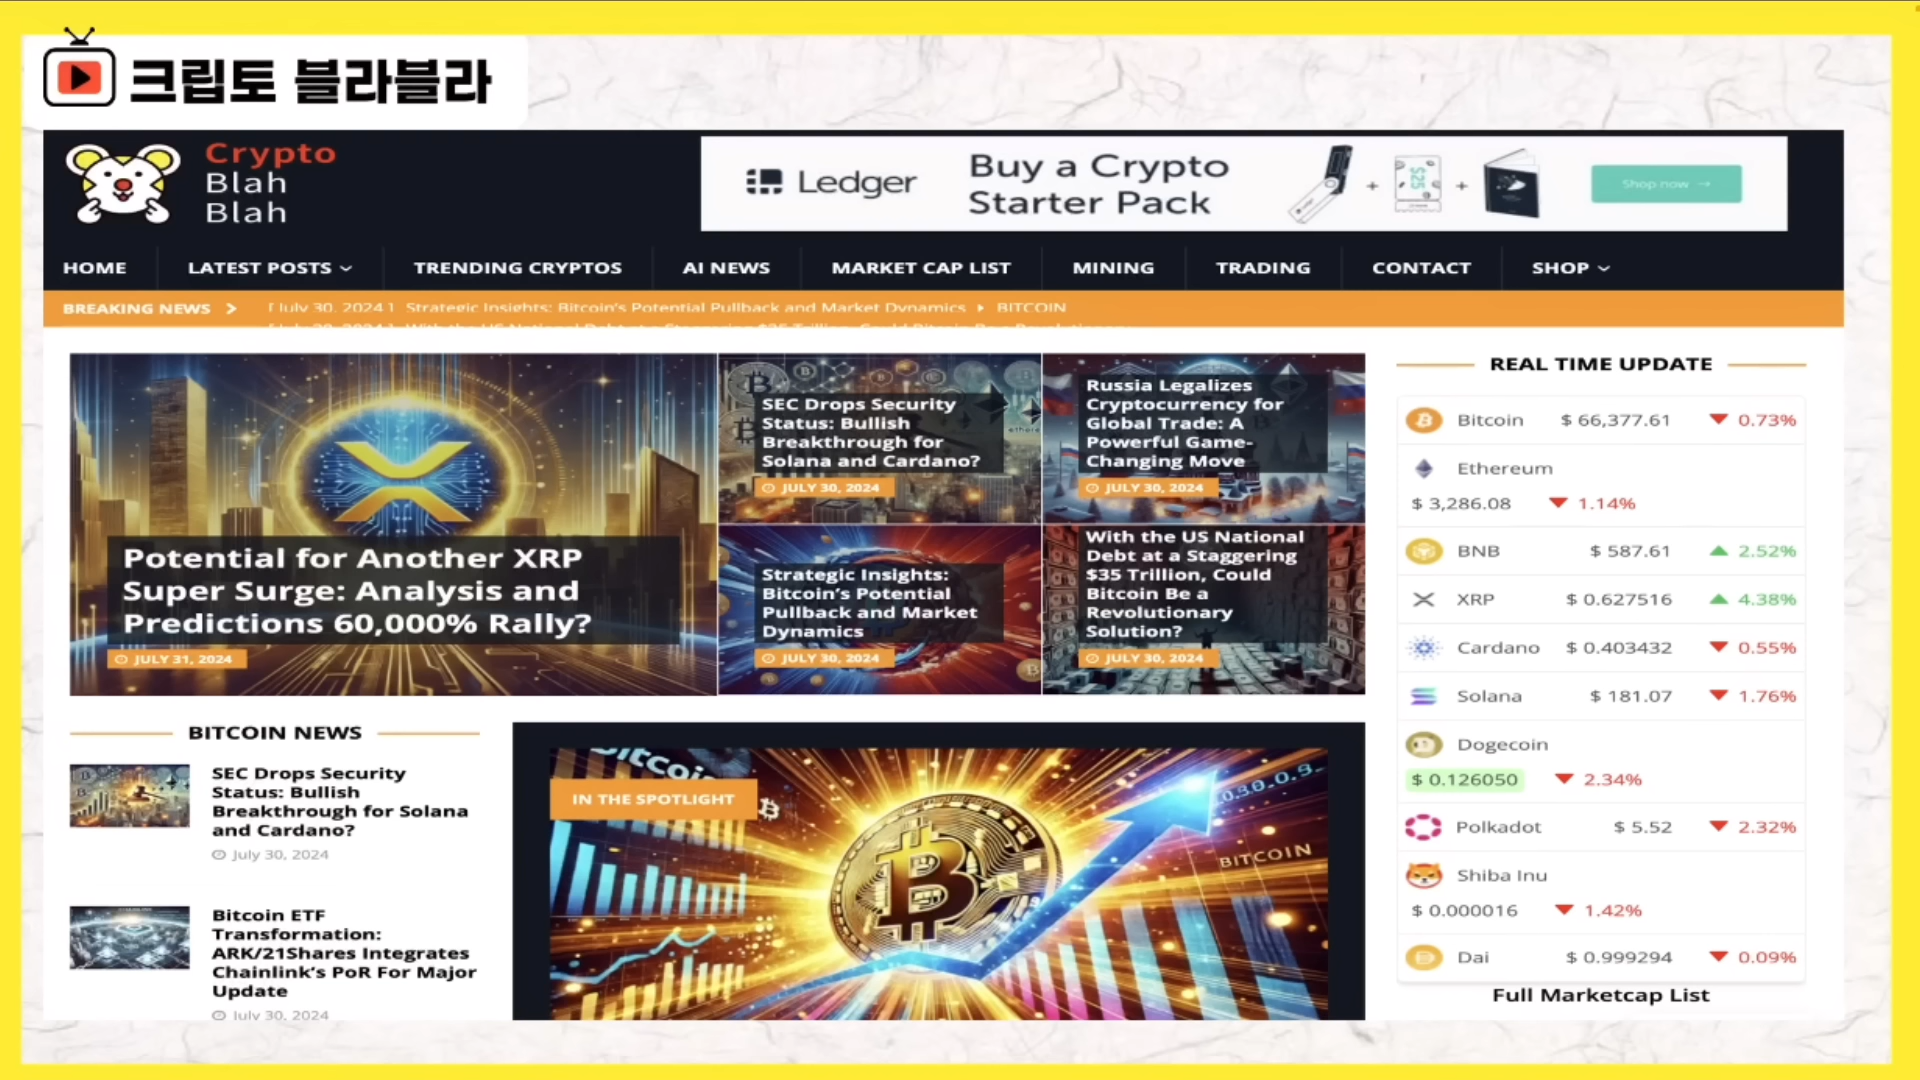 크립토 블라블라
Crypto
Blah
Blah
Ledger
Buy a Crypto
Starter Pack
+ $25 +
Shop now →
HOME
LATEST POSTS
TRENDING CRYPTOS
AI NEWS
MARKET CAP LIST
MINING
TRADING
CONTACT
SHOP
BREAKING NEWS
[ July 30, 2024 ] Strategic Insights: Bitcoin's Potential Pullback and Market Dynamics
BITCOIN
Potential for Another XRP
Super Surge: Analysis and
Predictions 60,000% Rally?
JULY 31, 2024
SEC Drops Security
Status: Bullish
Breakthrough for
Solana and Cardano?
JULY 30, 2024
Russia Legalizes
Cryptocurrency for
Global Trade: A
Powerful Game-
Changing Move
JULY 30, 2024
Strategic Insights:
Bitcoin's Potential
Pullback and Market
Dynamics
JULY 30, 2024
With the US National
Debt at a Staggering
$35 Trillion, Could
Bitcoin Be a
Revolutionary
Solution?
JULY 30, 2024
BITCOIN NEWS
SEC Drops Security
Status: Bullish
Breakthrough for Solana
and Cardano?
July 30, 2024
Bitcoin ETF
Transformation:
ARK/21Shares Integrates
Chainlink's PoR For Major
Update
July 30, 2024
Bitcoin
IN THE SPOTLIGHT
BITCOIN
REAL TIME UPDATE
Bitcoin $ 66,377.61 0.73%
Ethereum
$ 3,286.08 1.14%
BNB $ 587.61 2.52%
XRP $ 0.627516 4.38%
Cardano $ 0.403432 0.55%
Solana $ 181.07 1.76%
Dogecoin
$ 0.126050 2.34%
Polkadot $ 5.52 2.32%
Shiba Inu
$ 0.000016 1.42%
Dai $ 0.999294 0.09%
Full Marketcap List